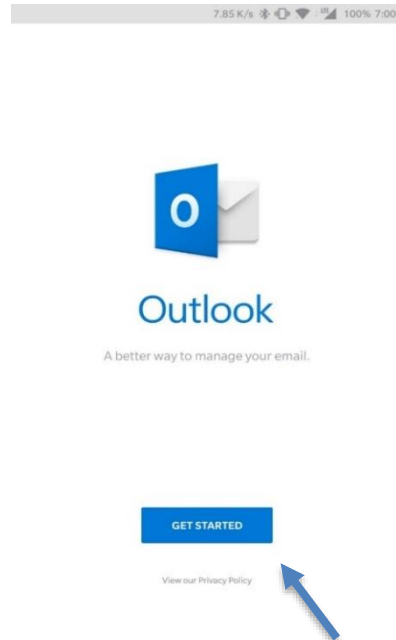 7.85 K/s 100% 7:00
O
Outlook
A better way to manage your email.
GET STARTED
View our Privacy Policy